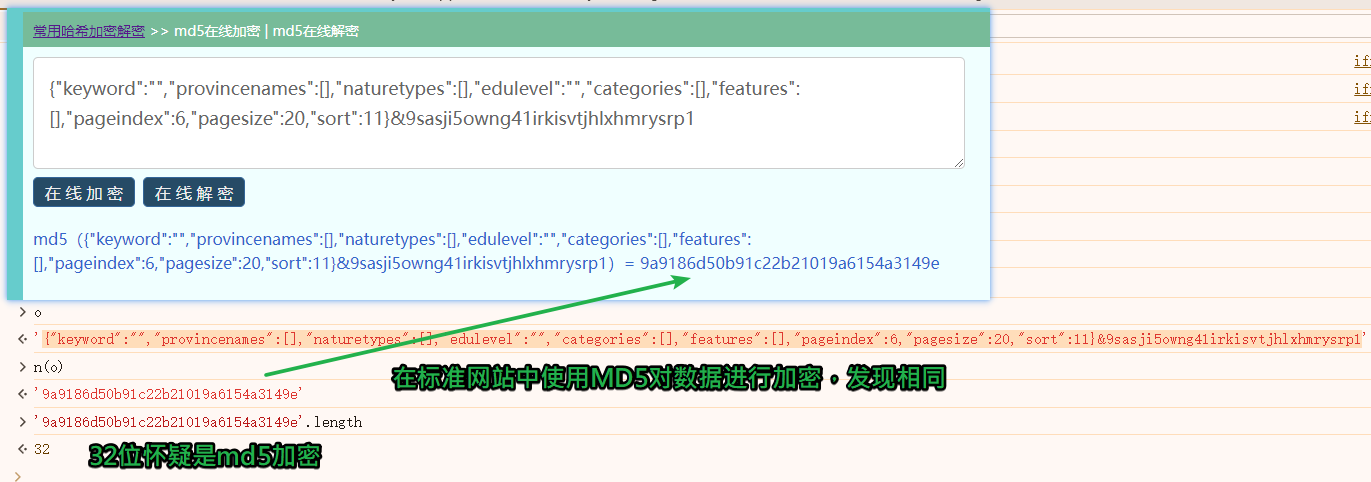 常用哈希加密解密 >> md5在线加密 | md5在线解密
{"keyword":"","provincenames":[],"naturetypes":[],"edulevel":"","categories":[],"features":
[],"pageindex":6,"pagesize":20,"sort":11}&9sasji5owng41irkisvtjhlxhmrysrp1
在线加密 在线解密
md5（{"keyword":"","provincenames":[],"naturetypes":[],"edulevel":"","categories":[],"features":
[],"pageindex":6,"pagesize":20,"sort":11}&9sasji5owng41irkisvtjhlxhmrysrp1）= 9a9186d50b91c22b21019a6154a3149e
ifr
ifr
ifr
> o
'{"keyword":"","provincenames":[],"naturetypes":[],"edulevel":"","categories":[],"features":[],"pageindex":6,"pagesize":20,"sort":11}&9sasji5owng41irkisvtjhlxhmrysrp1'
> n(o)
'9a9186d50b91c22b21019a6154a3149e'
在标准网站中使用MD5对数据进行加密，发现相同
> '9a9186d50b91c22b21019a6154a3149e'.length
32
32位怀疑是md5加密
>